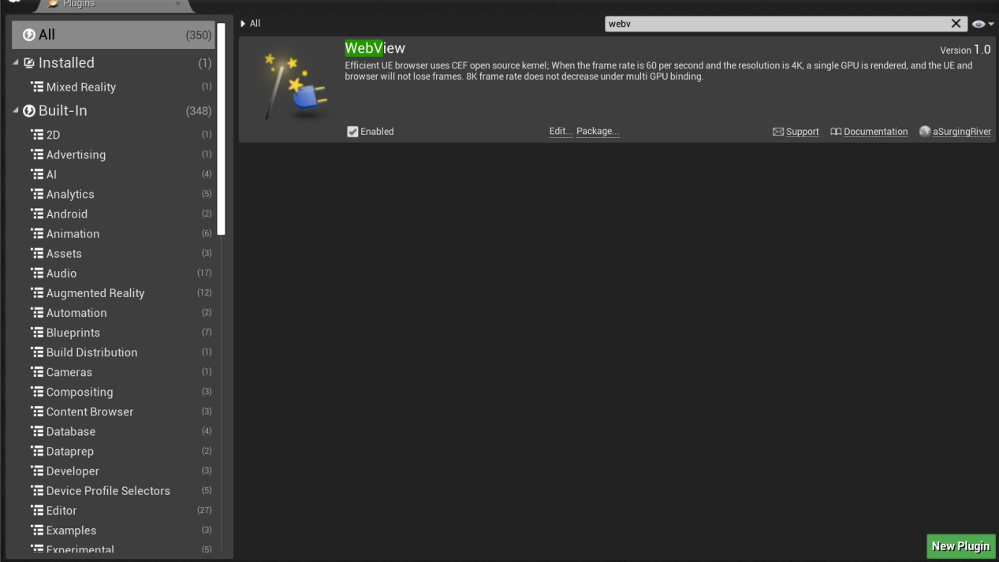 Plugins
All (350)
Installed (1)
Mixed Reality (1)
Built-In (348)
2D (1)
Advertising (1)
AI (4)
Analytics (5)
Android (2)
Animation (6)
Assets (3)
Audio (17)
Augmented Reality (12)
Automation (2)
Blueprints (7)
Build Distribution (1)
Cameras (1)
Compositing (3)
Content Browser (3)
Database (4)
Dataprep (2)
Developer (3)
Device Profile Selectors (5)
Editor (27)
Examples (3)
Experimental (5)
All
webv
WebView
Version 1.0
Efficient UE browser uses CEF open source kernel; When the frame rate is 60 per second and the resolution is 4K, a single GPU is rendered, and the UE and
browser will not lose frames. 8K frame rate does not decrease under multi GPU binding.
Enabled Edit... Package... Support Documentation aSurgingRiver
New Plugin